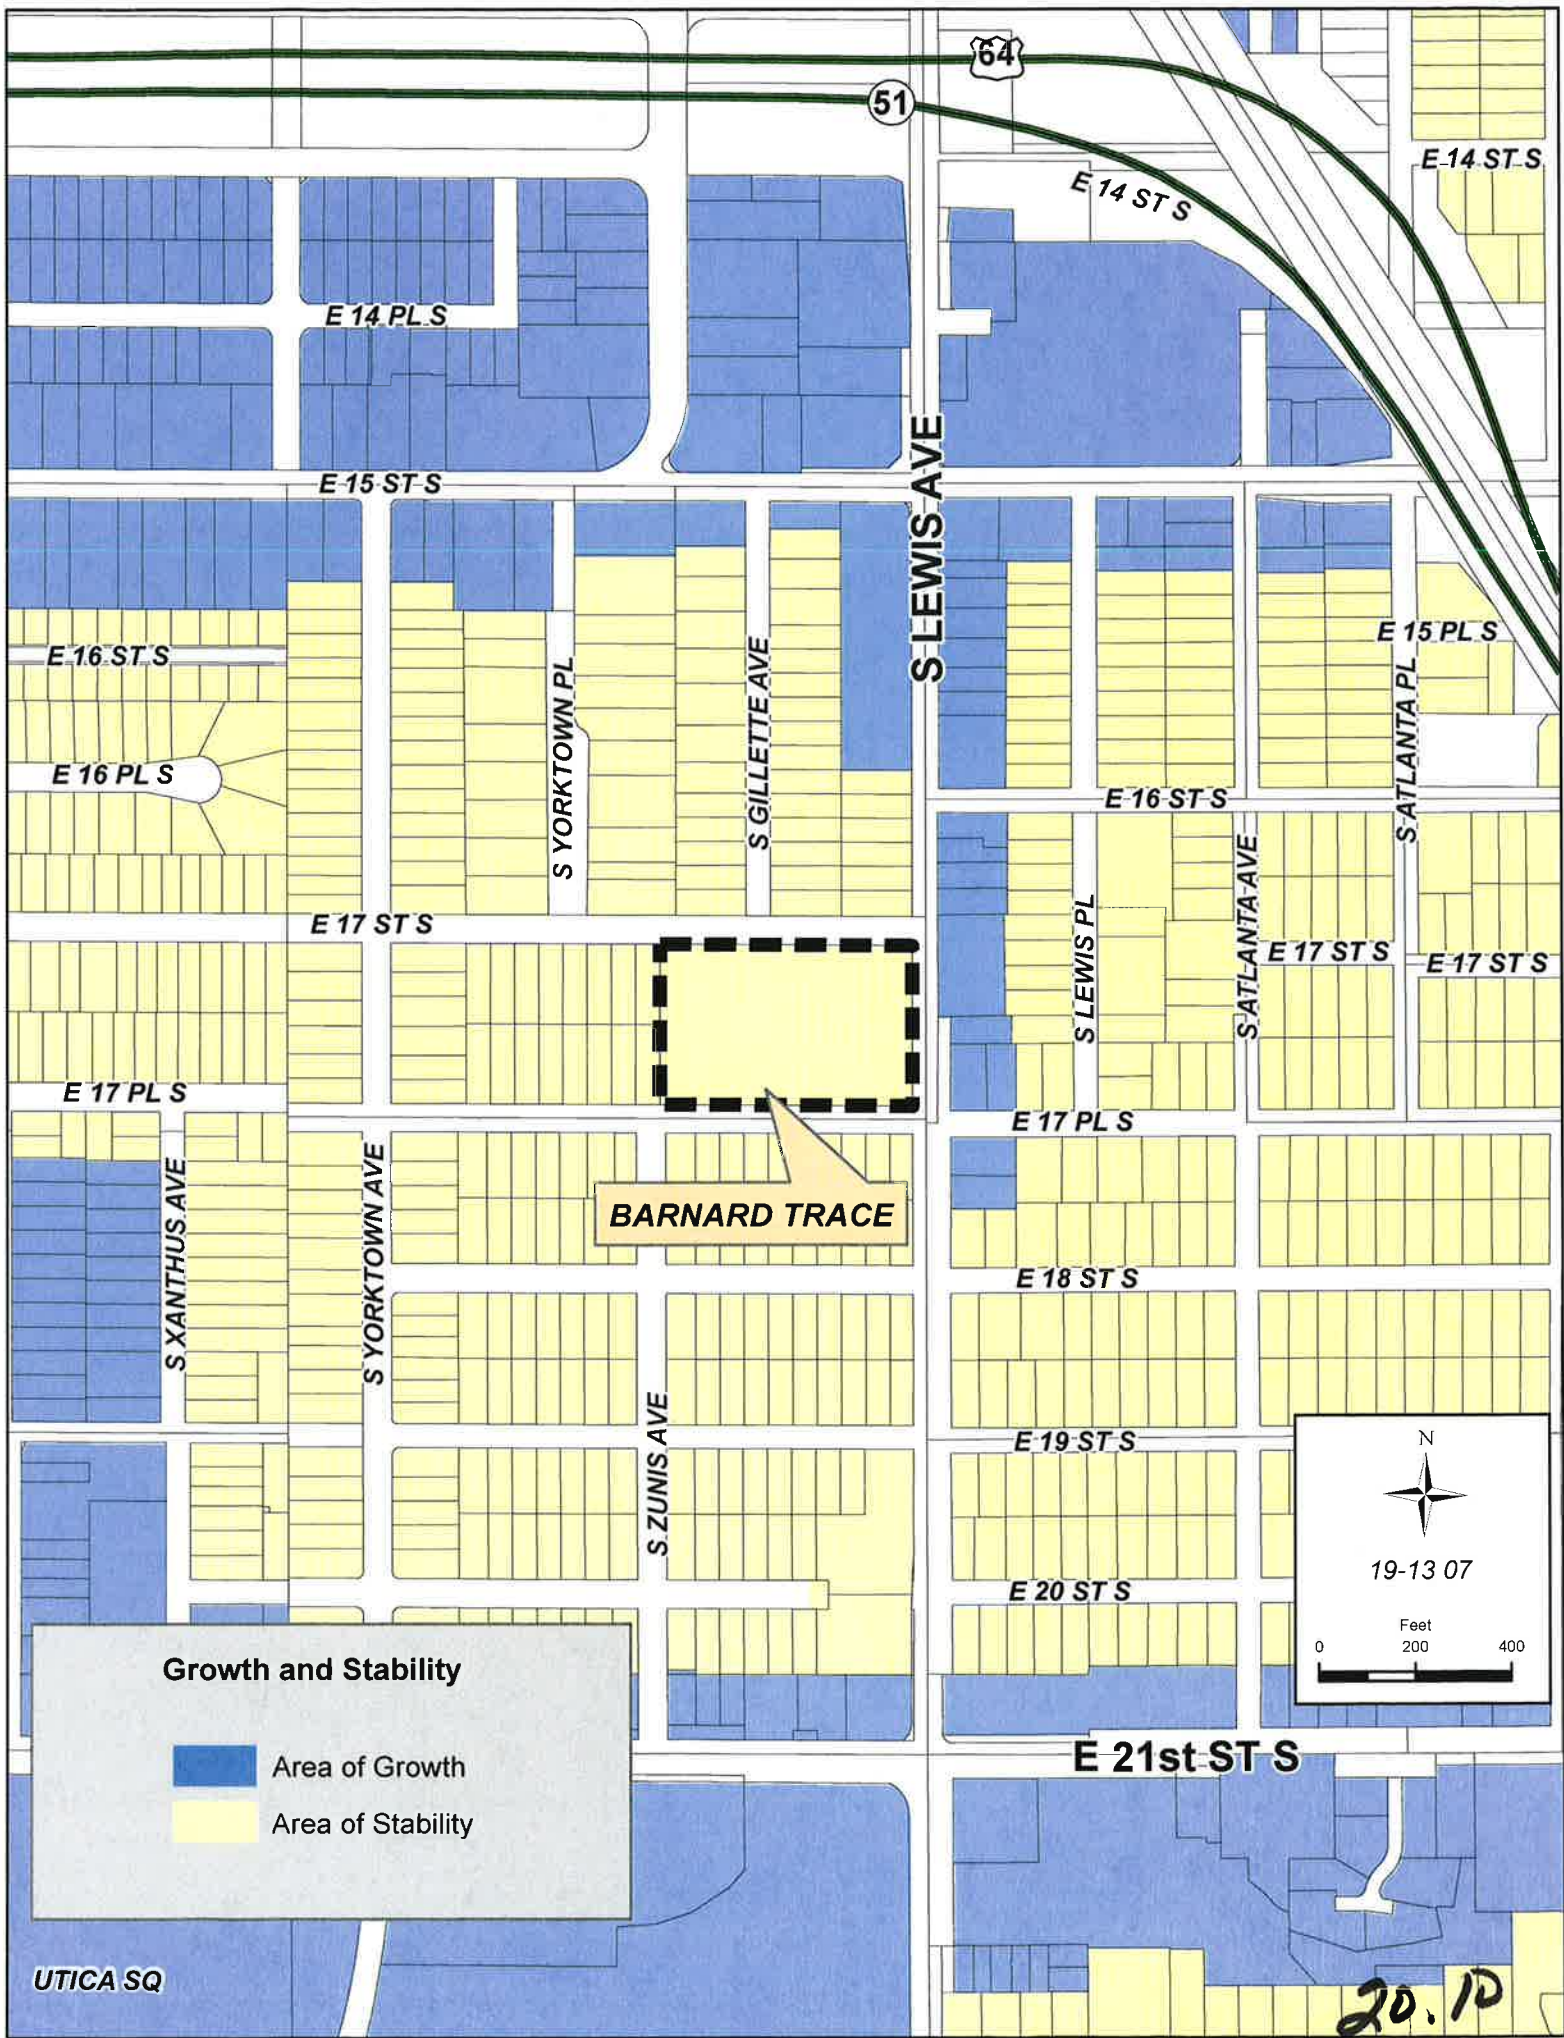 64
51
E 14 ST S
E 14 ST S
E 14 PL S
S LEWIS AVE
E 15 ST S
E 15 PL S
E 16 ST S
S YORKTOWN PL
S GILLETTE AVE
S ATLANTA PL
E 16 PL S
E 16 ST S
S ATLANTA AVE
S LEWIS PL
E 17 ST S
E 17 ST S
E 17 ST S
E 17 PL S
E 17 PL S
S XANTHUS AVE
S YORKTOWN AVE
BARNARD TRACE
E 18 ST S
S ZUNIS AVE
E 19 ST S
N
19-13 07
E 20 ST S
Feet
0 200 400
Growth and Stability
Area of Growth
Area of Stability
E 21st ST S
UTICA SQ
20.10